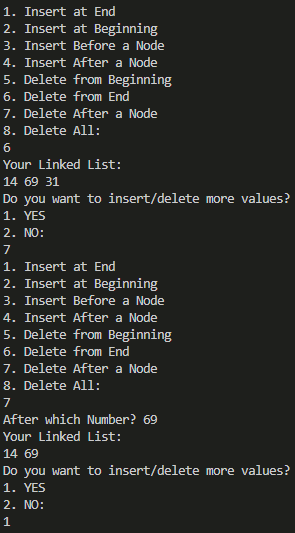 1. Insert at End
2. Insert at Beginning
3. Insert Before a Node
4. Insert After a Node
5. Delete from Beginning
6. Delete from End
7. Delete After a Node
8. Delete All:
6
Your Linked List:
14 69 31
Do you want to insert/delete more values?
1. YES
2. NO:
7
1. Insert at End
2. Insert at Beginning
3. Insert Before a Node
4. Insert After a Node
5. Delete from Beginning
6. Delete from End
7. Delete After a Node
8. Delete All:
7
After which Number? 69
Your Linked List:
14 69
Do you want to insert/delete more values?
1. YES
2. NO:
1